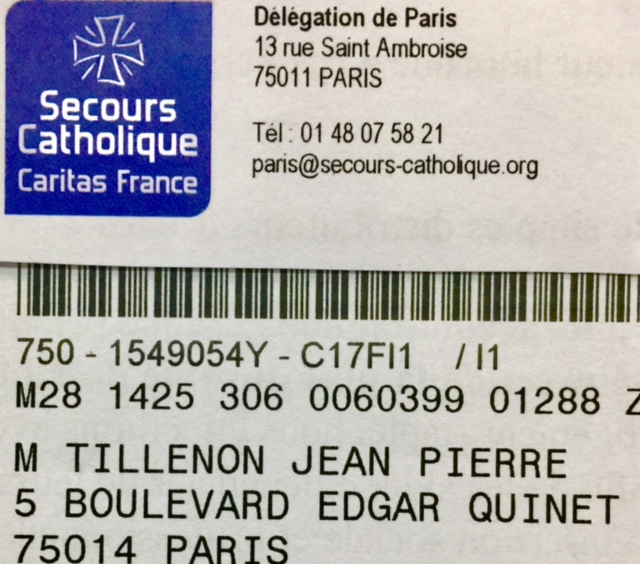 Secours
Catholique
Caritas France
Délégation de Paris
13 rue Saint Ambroise
75011 PARIS
Tél : 01 48 07 58 21
paris@secours-catholique.org
750 - 1549054Y - C17FI1 / I1
M28 1425 306 0060399 01288 Z
M TILLENON JEAN PIERRE
5 BOULEVARD EDGAR QUINET
75014 PARIS